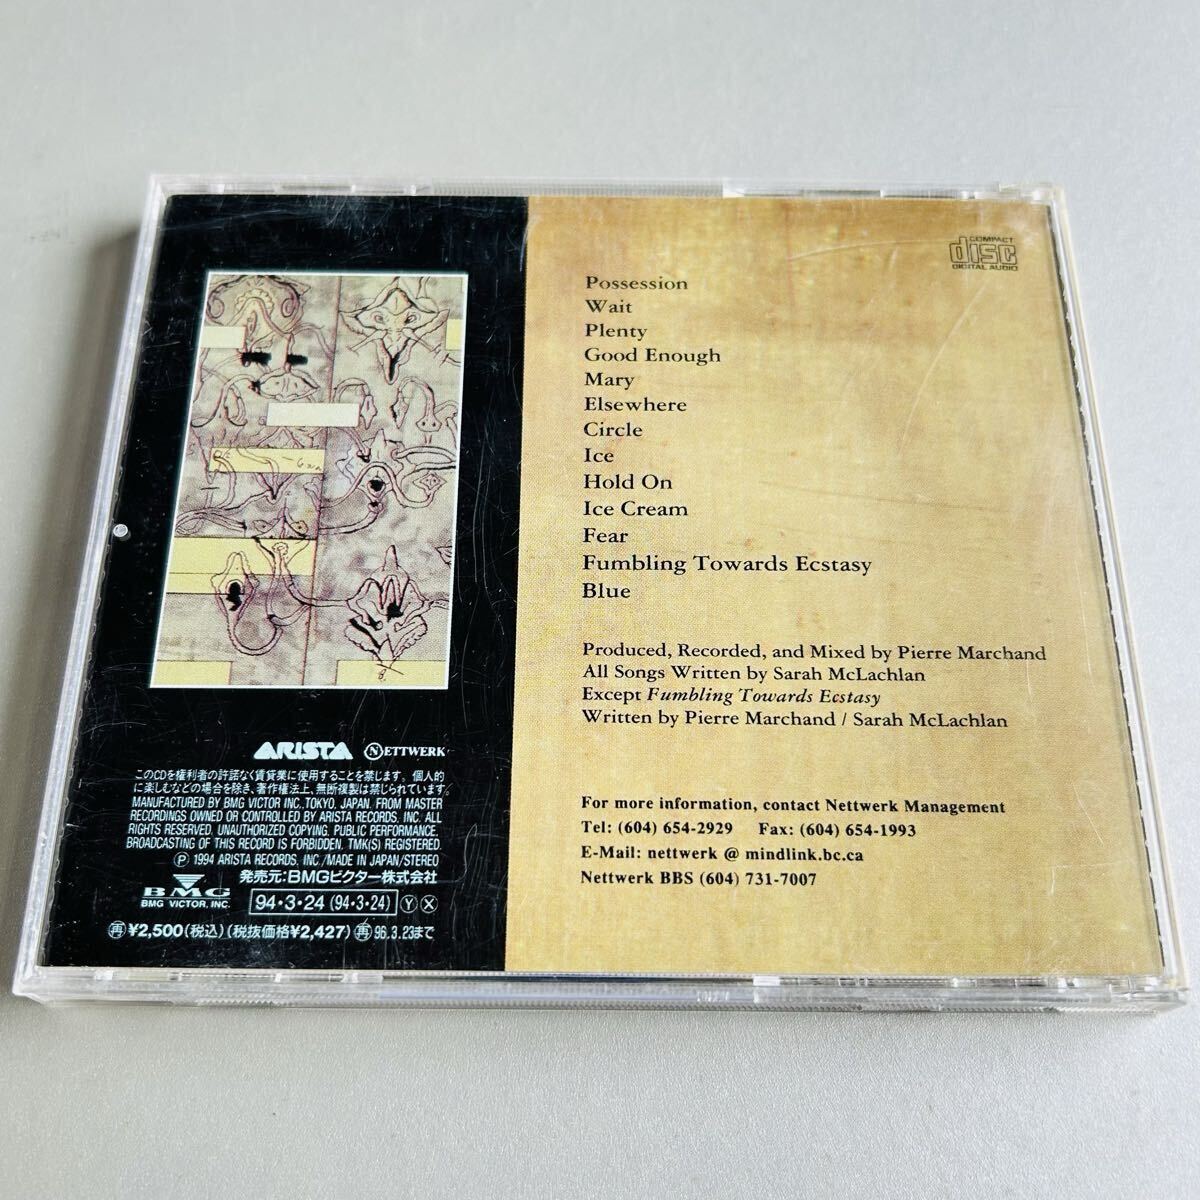 COMPACT
disc
DIGITAL AUDIO
Possession
Wait
Plenty
Good Enough
Mary
Elsewhere
Circle
Ice
Hold On
Ice Cream
Fear
Fumbling Towards Ecstasy
Blue
Produced, Recorded, and Mixed by Pierre Marchand
All Songs Written by Sarah McLachlan
Except Fumbling Towards Ecstasy
Written by Pierre Marchand / Sarah McLachlan
For more information, contact Nettwerk Management
Tel: (604) 654-2929 Fax: (604) 654-1993
E-Mail: nettwerk @ mindlink.bc.ca
Nettwerk BBS (604) 731-7007
ARISTA NETTWERK
このCDを権利者の許諾なく賃貸業に使用することを禁じます。個人的
に楽しむなどの場合を除き、著作権法上、無断複製は禁じられています。
MANUFACTURED BY BMG VICTOR INC., TOKYO, JAPAN. FROM MASTER
RECORDINGS OWNED OR CONTROLLED BY ARISTA RECORDS, INC. ALL
RIGHTS RESERVED. UNAUTHORIZED COPYING. PUBLIC PERFORMANCE.
BROADCASTING OF THIS RECORD IS FORBIDDEN. TMK(S) REGISTERED.
Ⓟ 1994 ARISTA RECORDS, INC./MADE IN JAPAN/STEREO
発売元:BMGビクター株式会社
BMG
BMG VICTOR, INC.
94・3・24 (94・3・24) Ⓨ Ⓧ
㊢¥2,500(税込)(税抜価格¥2,427)再96.3.23まで